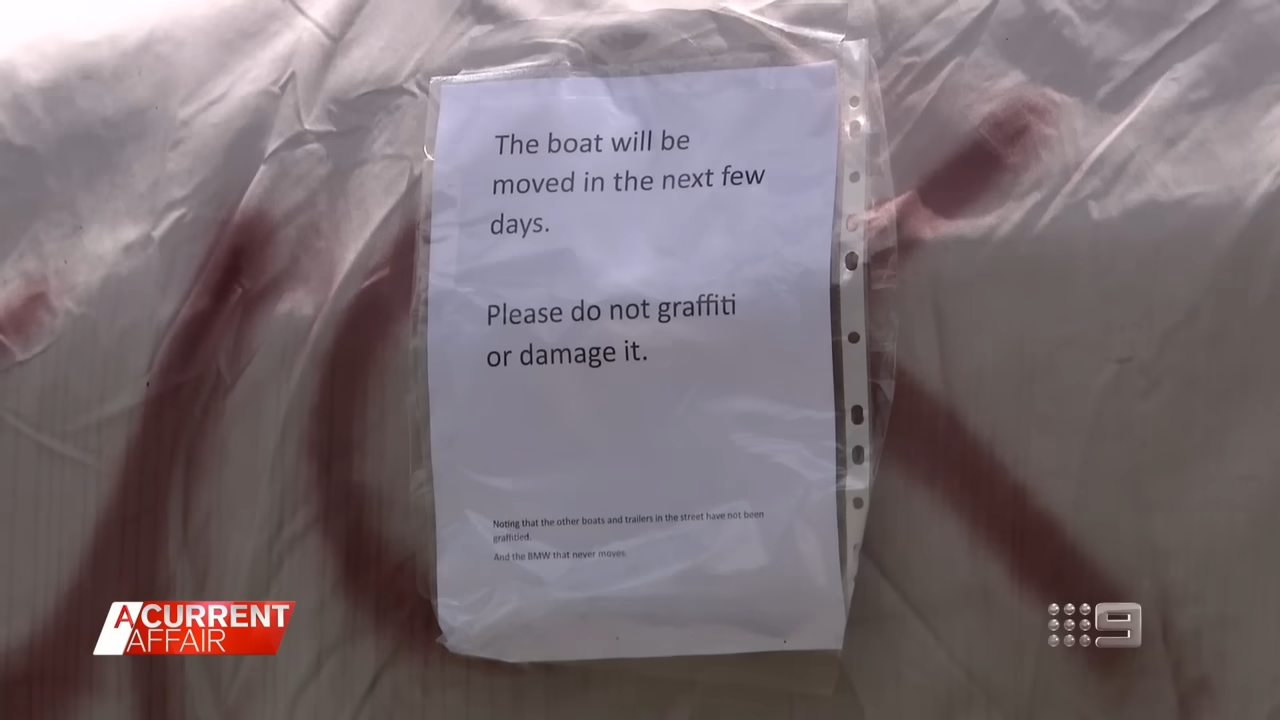 The boat will be
moved in the next few
days.
Please do not graffiti
or damage it.
Noting that the other boats and trailers in the street have not been
graffitied.
And the BMW that never moves.
A CURRENT
AFFAIR
9